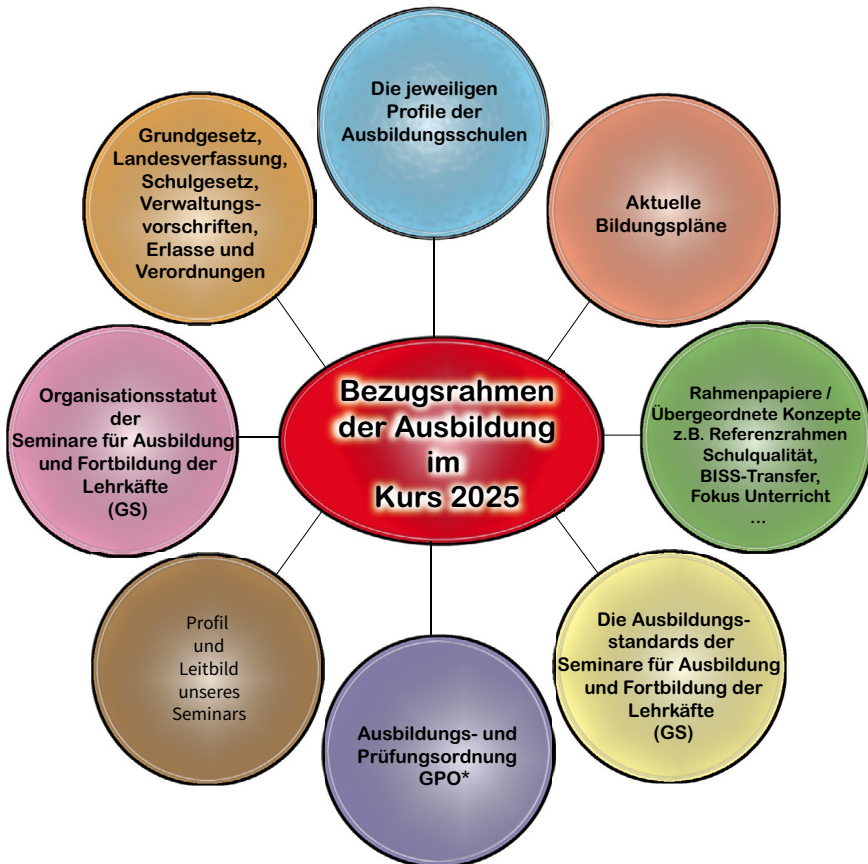 Die jeweiligen
Profile der
Ausbildungsschulen
Grundgesetz,
Landesverfassung,
Schulgesetz,
Verwaltungs-
vorschriften,
Erlasse und
Verordnungen
Aktuelle
Bildungspläne
Organisationsstatut
der
Seminare für Ausbildung
und Fortbildung der
Lehrkäfte
(GS)
Bezugsrahmen
der Ausbildung
im
Kurs 2025
Rahmenpapiere /
Übergeordnete Konzepte
z.B. Referenzrahmen
Schulqualität,
BISS-Transfer,
Fokus Unterricht
...
Profil
und
Leitbild
unseres
Seminars
Ausbildungs- und
Prüfungsordnung
GPO*
Die Ausbildungs-
standards der
Seminare für Ausbildung
und Fortbildung der
Lehrkäfte
(GS)